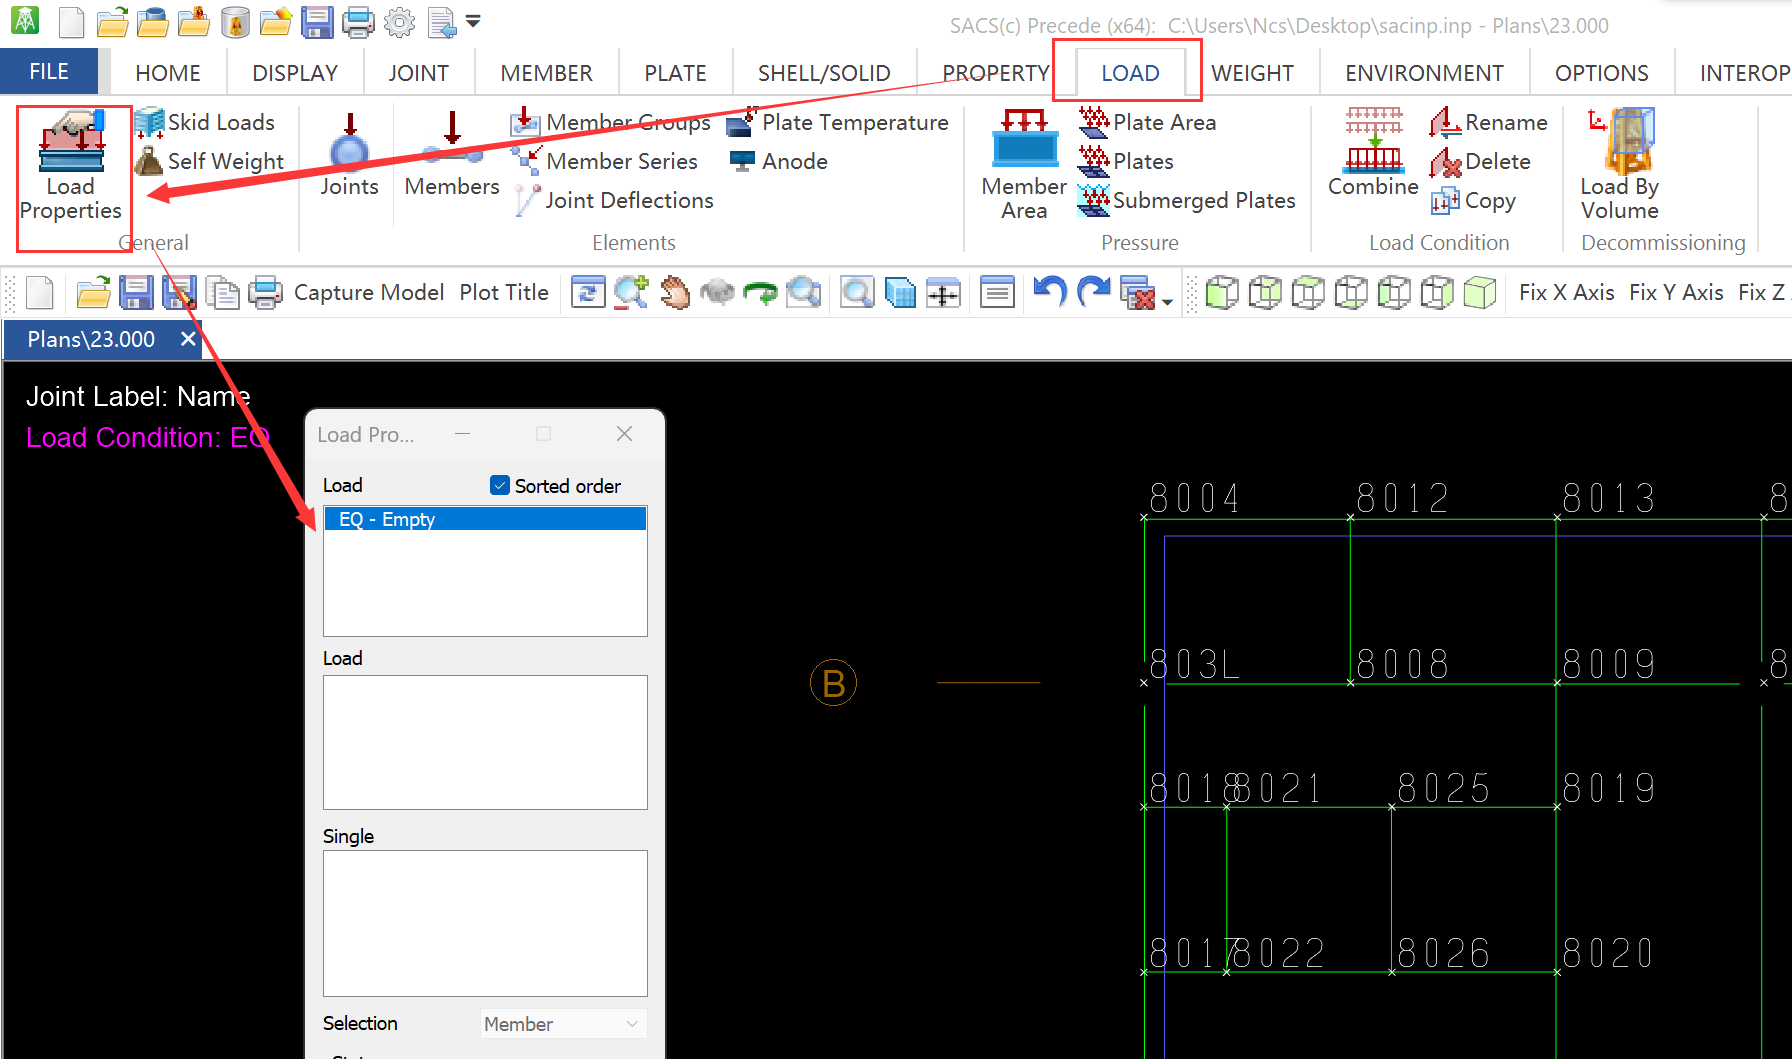 SACS(c) Precede (x64):  C:\Users\Ncs\Desktop\sacinp.inp - Plans\23.000
FILE HOME DISPLAY JOINT MEMBER PLATE SHELL/SOLID PROPERTY LOAD WEIGHT ENVIRONMENT OPTIONS INTEROP
Load Properties
Skid Loads
Self Weight
General
Joints
Members
Member Groups
Member Series
Joint Deflections
Plate Temperature
Anode
Elements
Member Area
Plate Area
Plates
Submerged Plates
Pressure
Combine
Rename
Delete
Copy
Load Condition
Load By Volume
Decommissioning
Capture Model Plot Title Fix X Axis Fix Y Axis Fix Z
Plans\23.000
Joint Label: Name
Load Condition: EQ
Load Pro...
Load
Sorted order
EQ - Empty
Load
Single
Selection Member
B
8004 8012 8013 8
803L 8008 8009 8
8018 8021 8025 8019
8017 8022 8026 8020